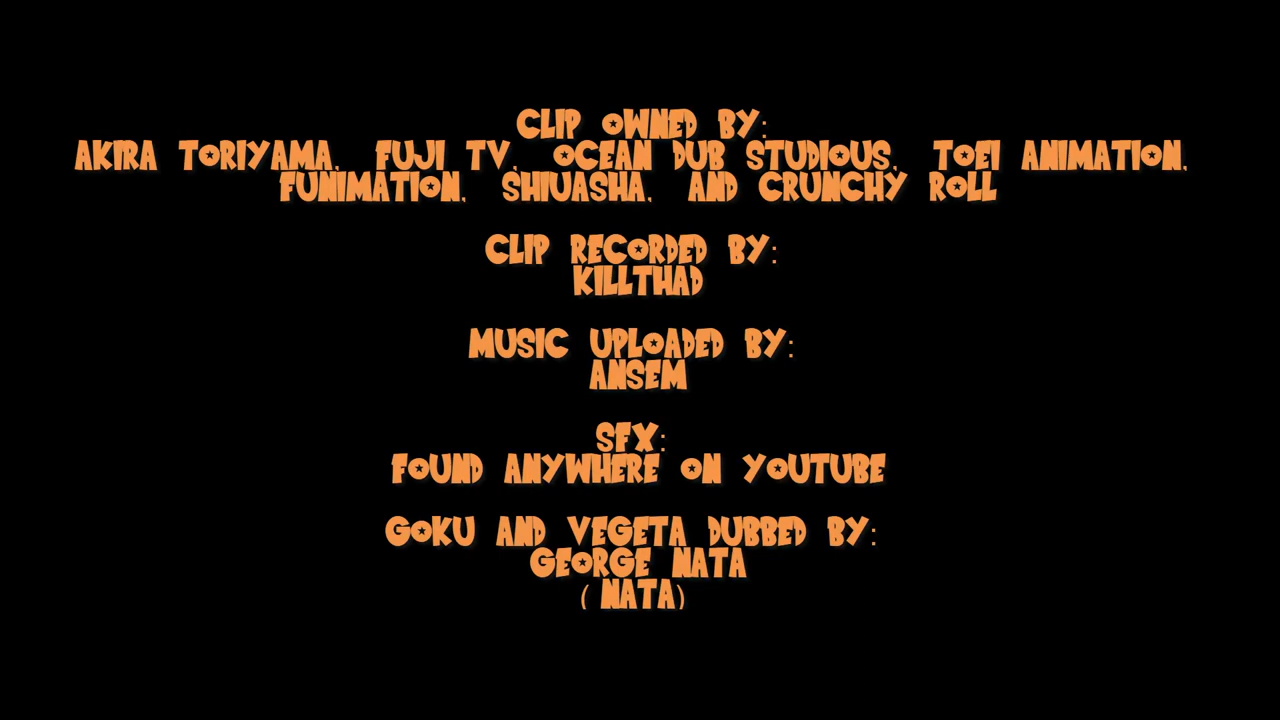 CLIP OWNED BY:
AKIRA TORIYAMA, FUJI TV, OCEAN DUB STUDIOUS, TOEI ANIMATION,
FUNIMATION, SHIUASHA, AND CRUNCHY ROLL
CLIP RECORDED BY:
KILLTHAD
MUSIC UPLOADED BY:
ANSEM
SFX:
FOUND ANYWHERE ON YOUTUBE
GOKU AND VEGETA DUBBED BY:
GEORGE NATA
( NATA)